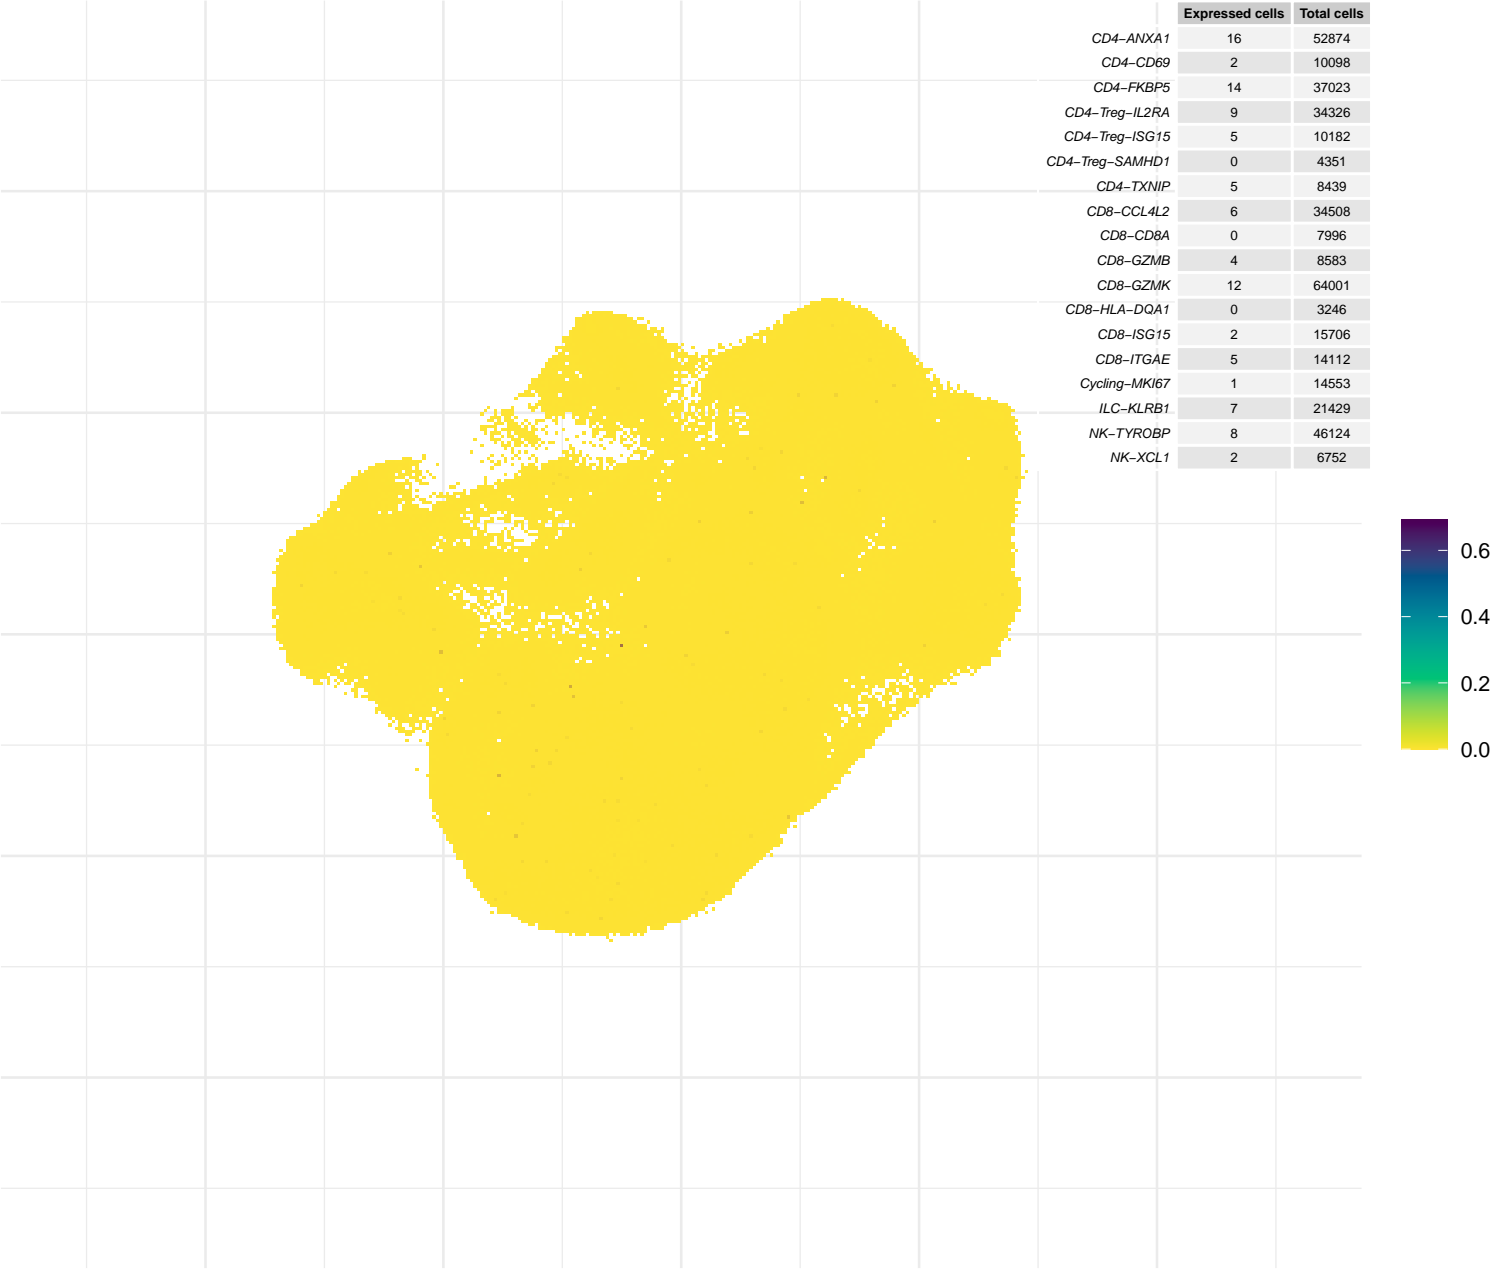 Expressed cells Total cells
CD4−ANXA1 16 52874
CD4−CD69 2 10098
CD4−FKBP5 14 37023
CD4−Treg−IL2RA 9 34326
CD4−Treg−ISG15 5 10182
CD4−Treg−SAMHD1 0 4351
CD4−TXNIP 5 8439
CD8−CCL4L2 6 34508
CD8−CD8A 0 7996
CD8−GZMB 4 8583
CD8−GZMK 12 64001
CD8−HLA−DQA1 0 3246
CD8−ISG15 2 15706
CD8−ITGAE 5 14112
Cycling−MKI67 1 14553
ILC−KLRB1 7 21429
NK−TYROBP 8 46124
NK−XCL1 2 6752
0.6
0.4
0.2
0.0